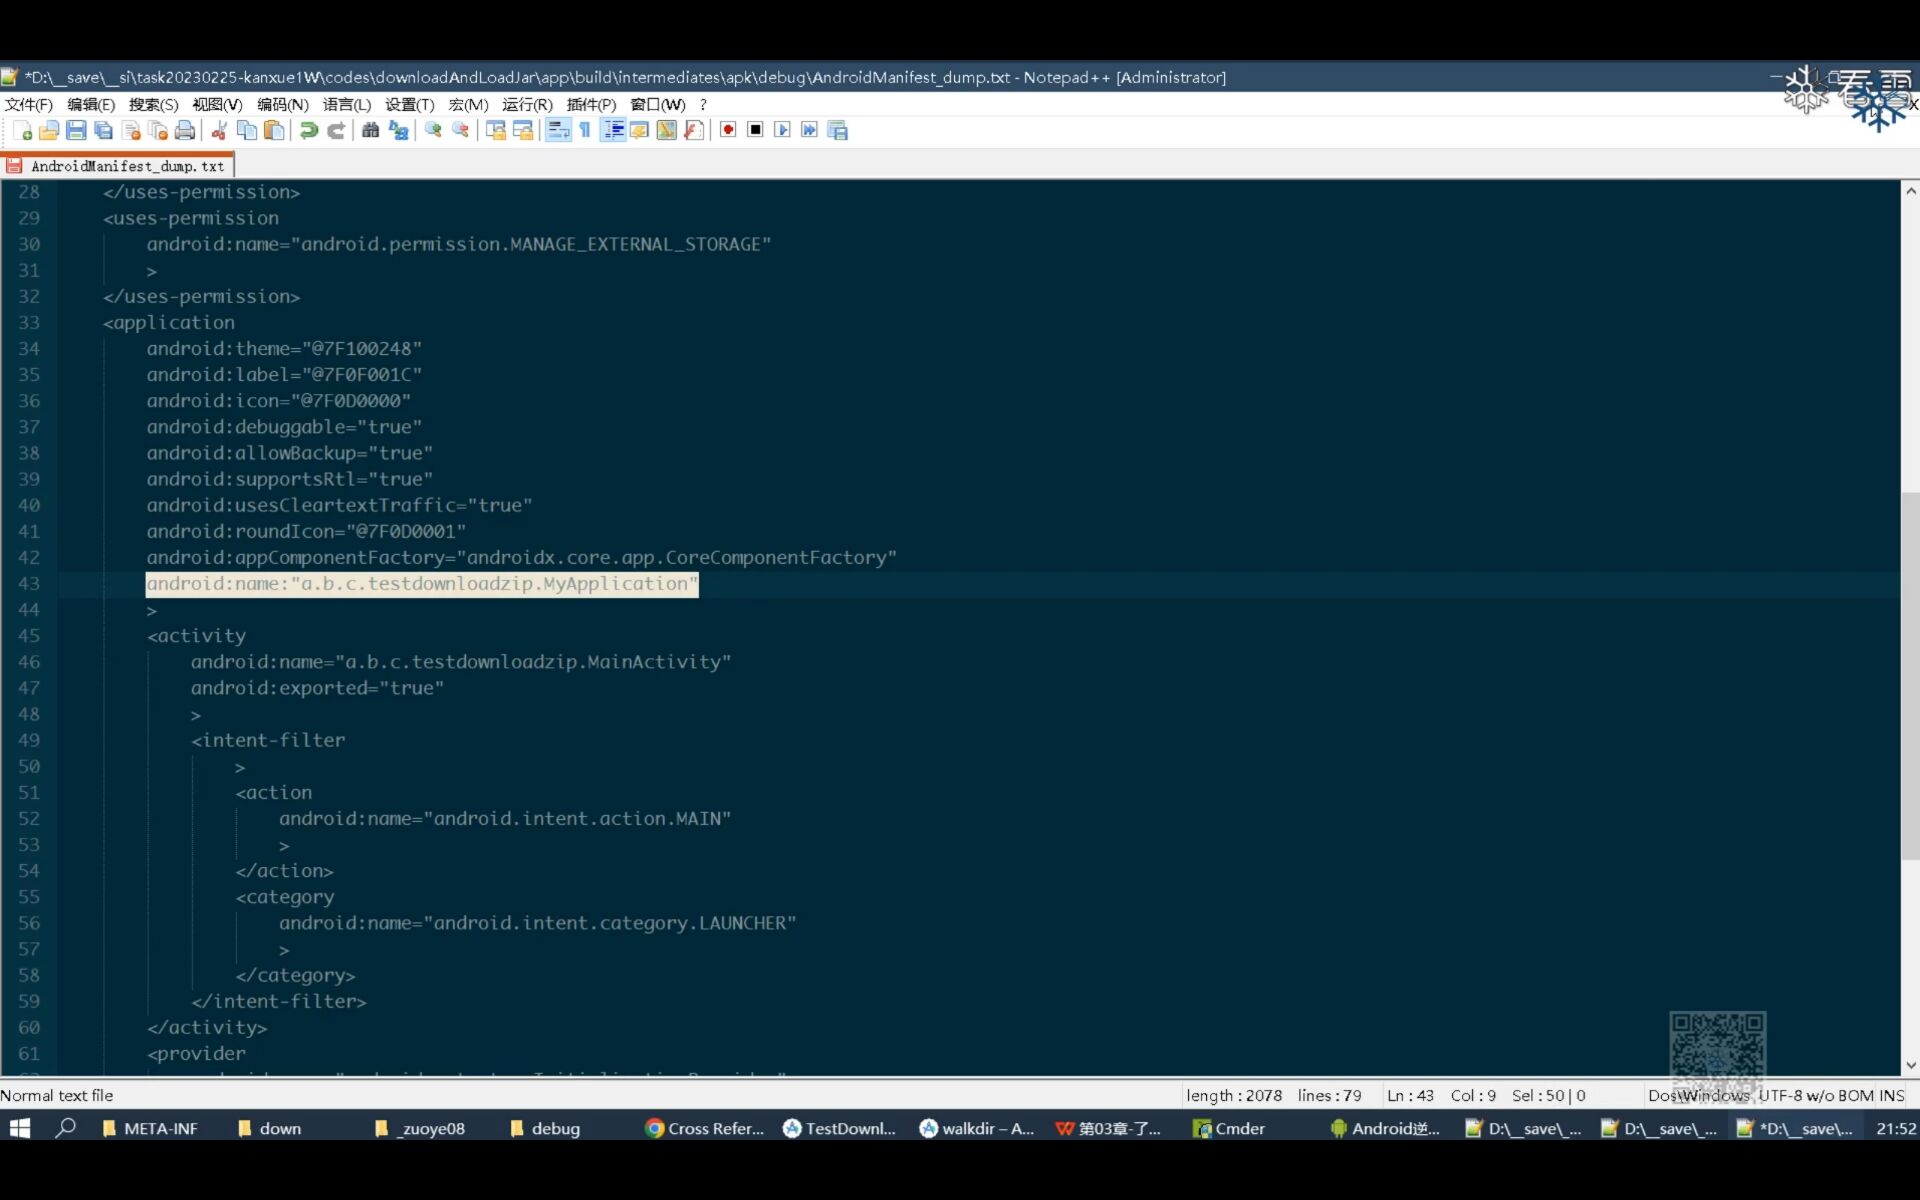 *D:\__save\__si\task20230225-kanxue1W\codes\downloadAndLoadJar\app\build\intermediates\apk\debug\AndroidManifest_dump.txt - Notepad++ [Administrator]
看雪
文件(F) 编辑(E) 搜索(S) 视图(V) 编码(N) 语言(L) 设置(T) 宏(M) 运行(R) 插件(P) 窗口(W) ?
X
AndroidManifest_dump.txt
28 </uses-permission>
29 <uses-permission
30 android:name="android.permission.MANAGE_EXTERNAL_STORAGE"
31 >
32 </uses-permission>
33 <application
34 android:theme="@7F100248"
35 android:label="@7F0F001C"
36 android:icon="@7F0D0000"
37 android:debuggable="true"
38 android:allowBackup="true"
39 android:supportsRtl="true"
40 android:usesCleartextTraffic="true"
41 android:roundIcon="@7F0D0001"
42 android:appComponentFactory="androidx.core.app.CoreComponentFactory"
43 android:name:"a.b.c.testdownloadzip.MyApplication"
44 >
45 <activity
46 android:name="a.b.c.testdownloadzip.MainActivity"
47 android:exported="true"
48 >
49 <intent-filter
50 >
51 <action
52 android:name="android.intent.action.MAIN"
53 >
54 </action>
55 <category
56 android:name="android.intent.category.LAUNCHER"
57 >
58 </category>
59 </intent-filter>
60 </activity>
61 <provider
Normal text file length : 2078 lines : 79 Ln : 43 Col : 9 Sel : 50 | 0 Dos\Windows UTF-8 w/o BOM INS
META-INF down _zuoye08 debug Cross Refer... TestDownl... walkdir – A... 第03章-了... Cmder Android逆... D:\__save\_... D:\__save\_... *D:\__save\... 21:52